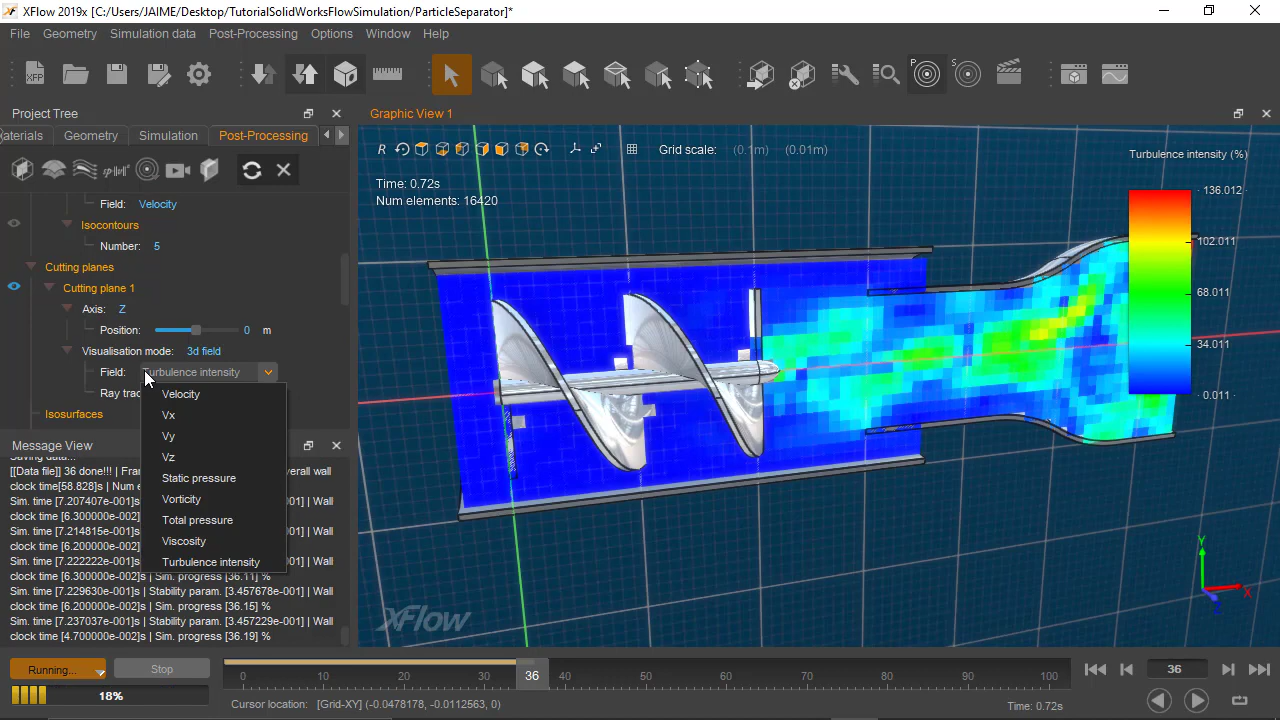 XFlow 2019x [C:/Users/JAIME/Desktop/TutorialSolidWorksFlowSimulation/ParticleSeparator]*
File Geometry Simulation data Post-Processing Options Window Help
XFP
P
S
Project Tree
Graphic View 1
aterials Geometry Simulation Post-Processing
R
Grid scale: (0.1m) (0.01m)
Time: 0.72s
Num elements: 16420
Turbulence intensity (%)
136.012
102.011
68.011
34.011
0.011
Field: Velocity
Isocontours
Number: 5
Cutting planes
Cutting plane 1
Axis: Z
Position: 0 m
Visualisation mode: 3d field
Field: Turbulence intensity
Ray trac
Isosurfaces
Velocity
Vx
Vy
Vz
Static pressure
Vorticity
Total pressure
Viscosity
Turbulence intensity
Message View
Saving data...
[[Data file]] 36 done!!! | Fram verall wall
clock time[58.828]s | Num e
Sim. time [7.207407e-001]s 001] | Wall
clock time [6.300000e-002]
Sim. time [7.214815e-001]s 001] | Wall
clock time [6.200000e-002]
Sim. time [7.222222e-001]s 001] | Wall
clock time [6.300000e-002]s | Sim. progress [36.11] %
Sim. time [7.229630e-001]s | Stability param. [3.457678e-001] | Wall
clock time [6.200000e-002]s | Sim. progress [36.15] %
Sim. time [7.237037e-001]s | Stability param. [3.457229e-001] | Wall
clock time [4.700000e-002]s | Sim. progress [36.19] %
XFlow
Y
X
Z
Running... Stop
18%
0 10 20 30 36 40 50 60 70 80 90 100
36
Cursor location: [Grid-XY] (-0.0478178, -0.0112563, 0)
Time: 0.72s